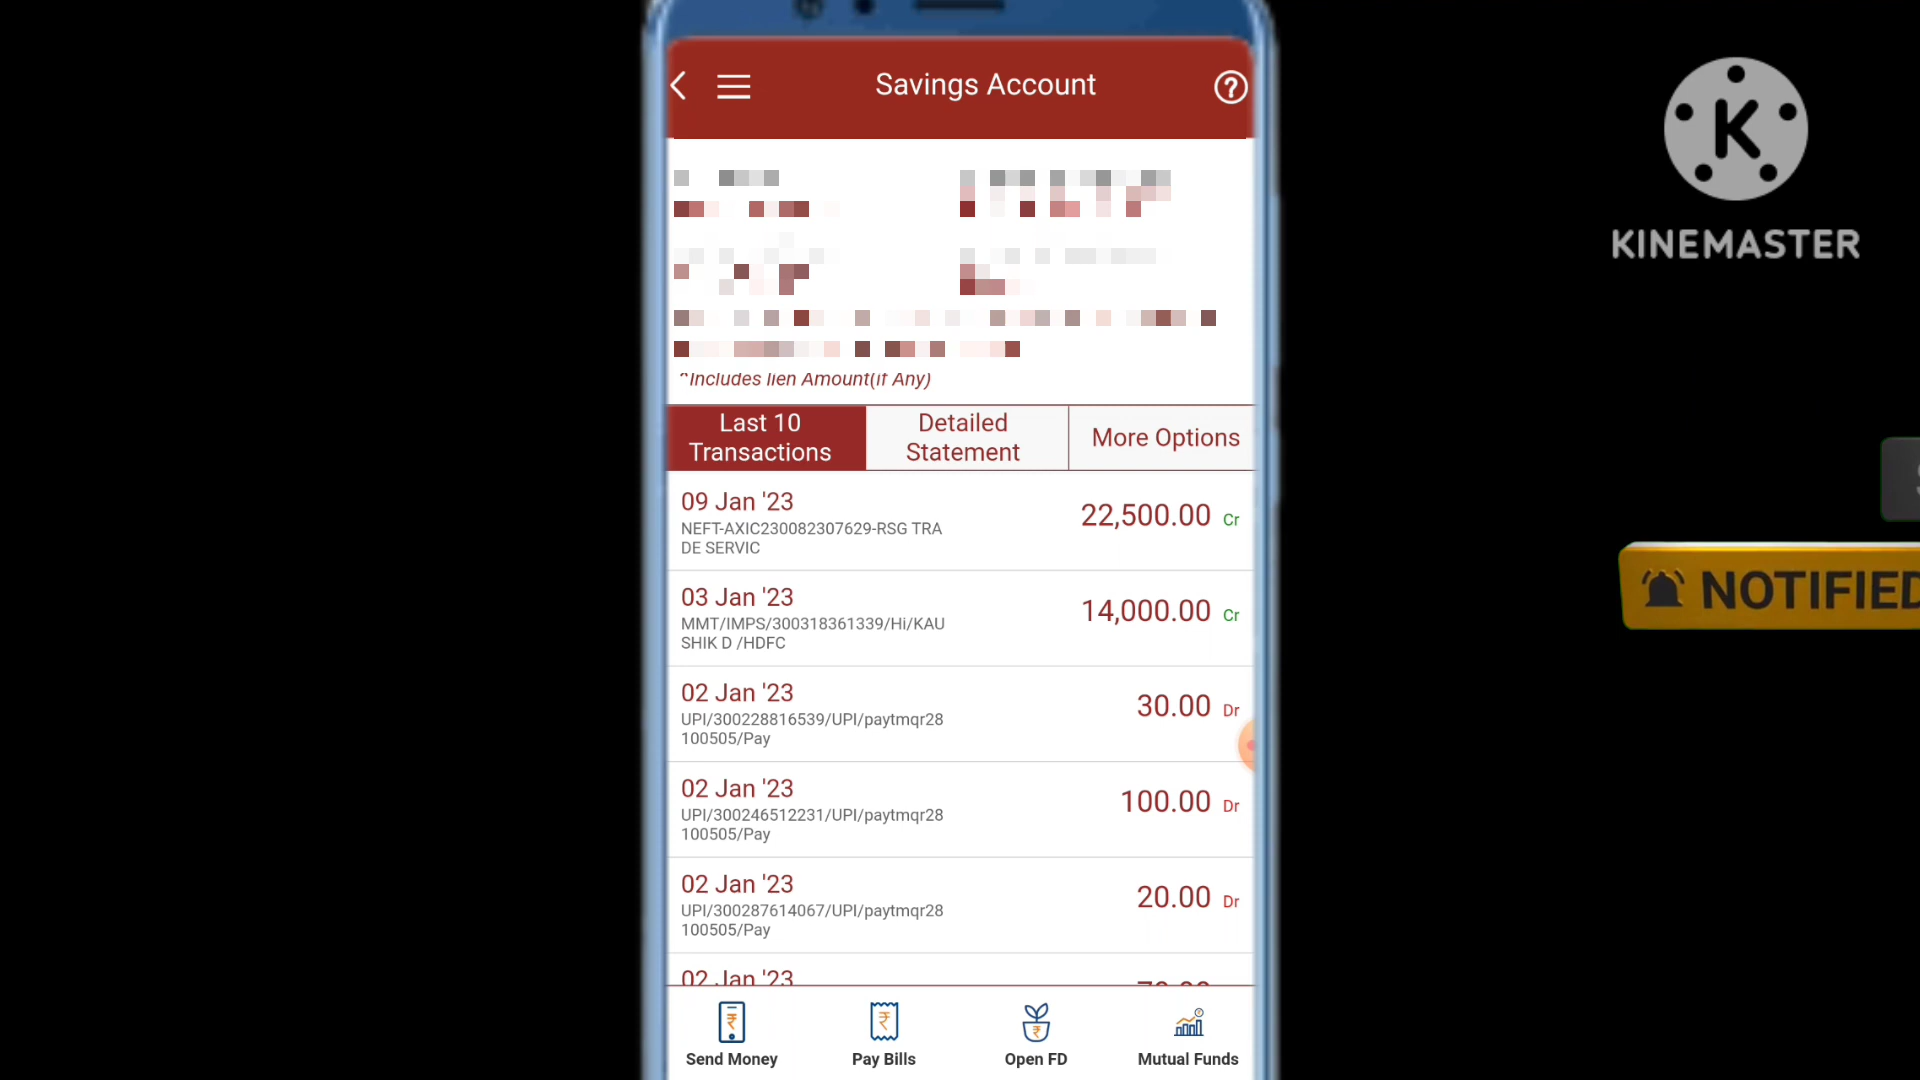 Savings Account
?
K
KINEMASTER
*Includes lien Amount(if Any)
Last 10
Transactions
Detailed
Statement
More Options
09 Jan '23
NEFT-AXIC230082307629-RSG TRA
DE SERVIC
22,500.00 Cr
03 Jan '23
MMT/IMPS/300318361339/Hi/KAU
SHIK D /HDFC
14,000.00 Cr
NOTIFIED
02 Jan '23
UPI/300228816539/UPI/paytmqr28
100505/Pay
30.00 Dr
02 Jan '23
UPI/300246512231/UPI/paytmqr28
100505/Pay
100.00 Dr
02 Jan '23
UPI/300287614067/UPI/paytmqr28
100505/Pay
20.00 Dr
02 Jan '23
Send Money
Pay Bills
Open FD
Mutual Funds